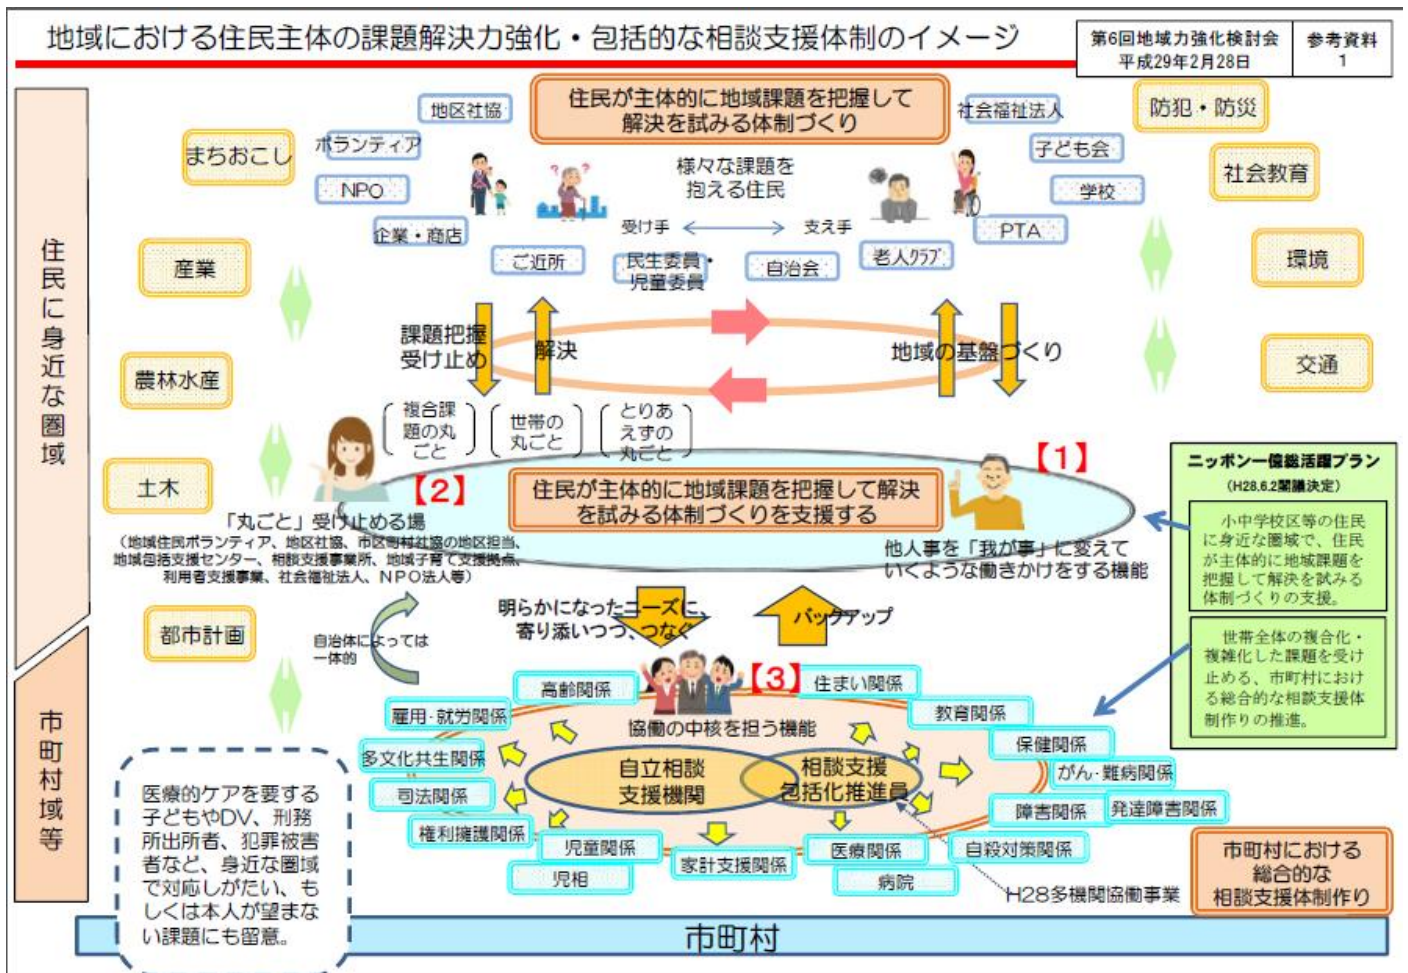 地域における住民主体の課題解決力強化・包括的な相談支援体制のイメージ
第6回地域力強化検討会
平成29年2月28日
参考資料
1
住民に身近な圏域
市町村域等
住民が主体的に地域課題を把握して
解決を試みる体制づくり
地区社協
ボランティア
NPO
企業・商店
ご近所
民生委員・
児童委員
自治会
老人クラブ
PTA
学校
子ども会
社会福祉法人
様々な課題を
抱える住民
受け手
支え手
まちおこし
産業
農林水産
土木
都市計画
防犯・防災
社会教育
環境
交通
課題把握
受け止め
解決
地域の基盤づくり
複合課
題の丸
ごと
世帯の
丸ごと
とりあ
えずの
丸ごと
【2】
【1】
住民が主体的に地域課題を把握して解決
を試みる体制づくりを支援する
「丸ごと」受け止める場
（地域住民ボランティア、地区社協、市区町村社協の地区担当、
地域包括支援センター、相談支援事業所、地域子育て支援拠点、
利用者支援事業、社会福祉法人、NPO法人等）
他人事を「我が事」に変えて
いくような働きかけをする機能
ニッポン一億総活躍プラン
（H28.6.2閣議決定）
小中学校区等の住民
に身近な圏域で、住民
が主体的に地域課題を
把握して解決を試みる
体制づくりの支援。
世帯全体の複合化・
複雑化した課題を受け
止める、市町村におけ
る総合的な相談支援体
制作りの推進。
自治体によっては
一体的
明らかになったニーズに、
寄り添いつつ、つなぐ
バックアップ
【3】
協働の中核を担う機能
自立相談
支援機関
相談支援
包括化推進員
高齢関係
雇用・就労関係
多文化共生関係
司法関係
権利擁護関係
児童関係
児相
家計支援関係
医療関係
病院
自殺対策関係
障害関係
発達障害関係
がん・難病関係
保健関係
教育関係
住まい関係
H28多機関協働事業
医療的ケアを要する
子どもやDV、刑務
所出所者、犯罪被害
者など、身近な圏域
で対応しがたい、も
しくは本人が望まな
い課題にも留意。
市町村における
総合的な
相談支援体制作り
市町村